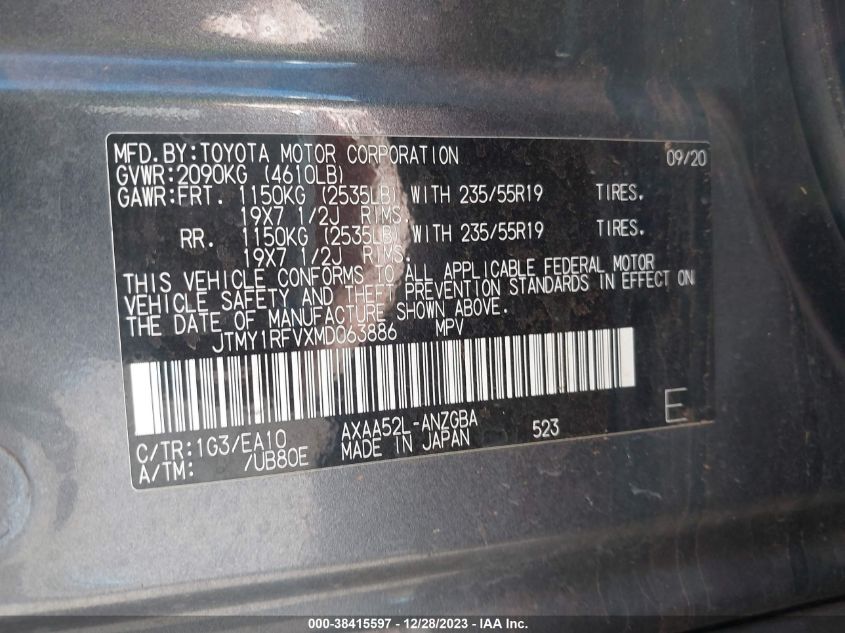 MFD.BY:TOYOTA MOTOR CORPORATION 09/20
GVWR:2090KG (4610LB)
GAWR:FRT. 1150KG (2535LB) WITH 235/55R19 TIRES.
19X7 1/2J RIMS.
RR. 1150KG (2535LB) WITH 235/55R19 TIRES.
19X7 1/2J RIMS.
THIS VEHICLE CONFORMS TO ALL APPLICABLE FEDERAL MOTOR
VEHICLE SAFETY AND THEFT PREVENTION STANDARDS IN EFFECT ON
THE DATE OF MANUFACTURE SHOWN ABOVE.
JTMY1RFVXMD063886 MPV
C/TR:1G3/EA10 AXAA52L-ANZGBA 523 E
A/TM: /UB80E MADE IN JAPAN
000-38415597 - 12/28/2023 - IAA Inc.